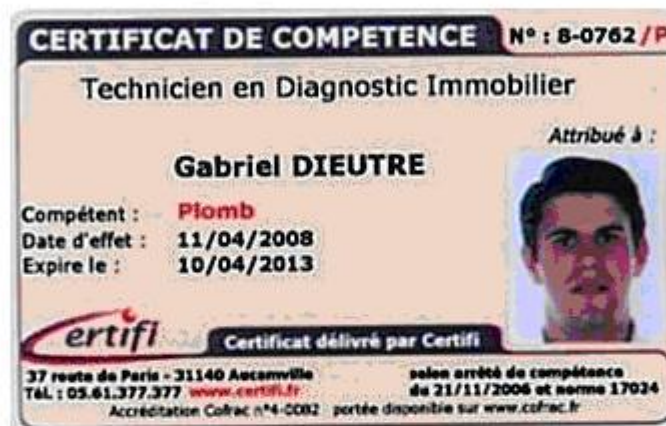 CERTIFICAT DE COMPETENCE N° : 8-0762 / P
Technicien en Diagnostic Immobilier
Attribué à :
Gabriel DIEUTRE
Compétent : Plomb
Date d'effet : 11/04/2008
Expire le : 10/04/2013
Certifi
Certificat délivré par Certifi
37 route de Paris - 31140 Aucamville
Tél. : 05.61.377.377 www.certifi.fr
selon arrêté de compétence
du 21/11/2006 et norme 17024
Accréditation Cofrac n°4-0082 portée disponible sur www.cofrac.fr